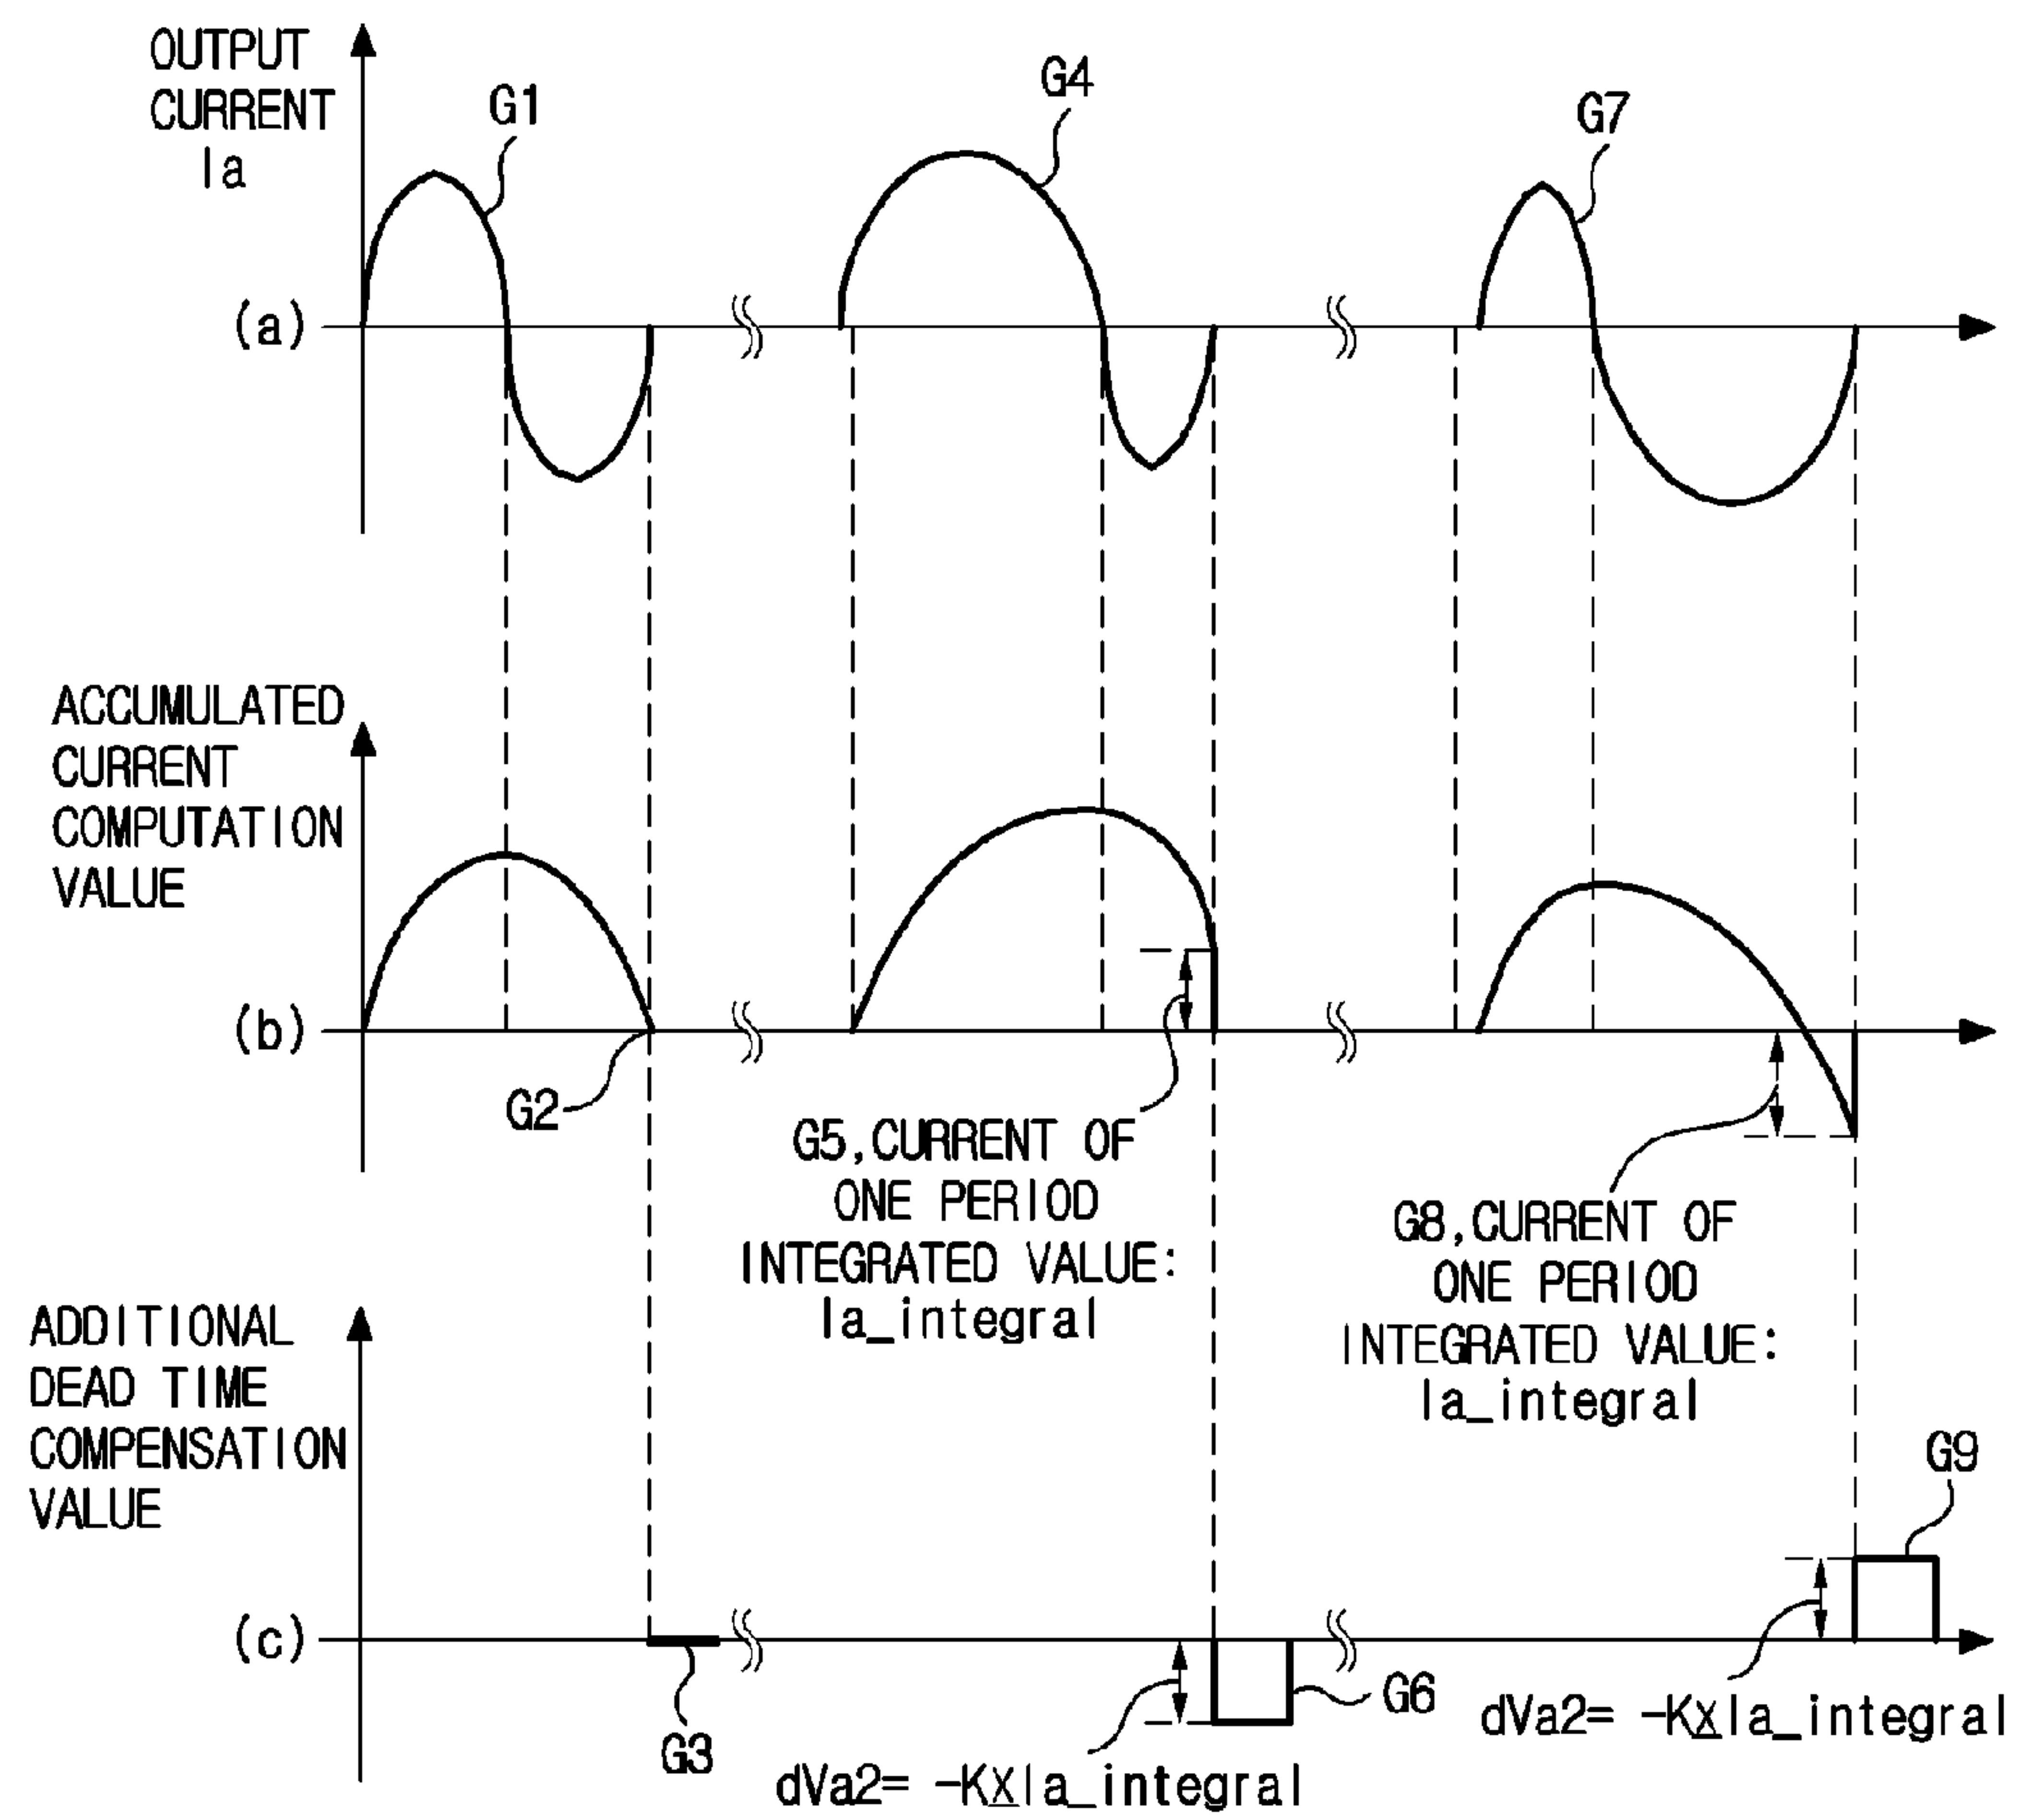 OUTPUT
CURRENT
Ia
G1
G4
G7
(a)
ACCUMULATED
CURRENT
COMPUTATION
VALUE
(b)
G2
G5,CURRENT OF
ONE PERIOD
INTEGRATED VALUE:
Ia_integral
G8,CURRENT OF
ONE PERIOD
INTEGRATED VALUE:
Ia_integral
ADDITIONAL
DEAD TIME
COMPENSATION
VALUE
G9
(c)
G3
G6
dVa2= -KxIa_integral
dVa2= -KxIa_integral